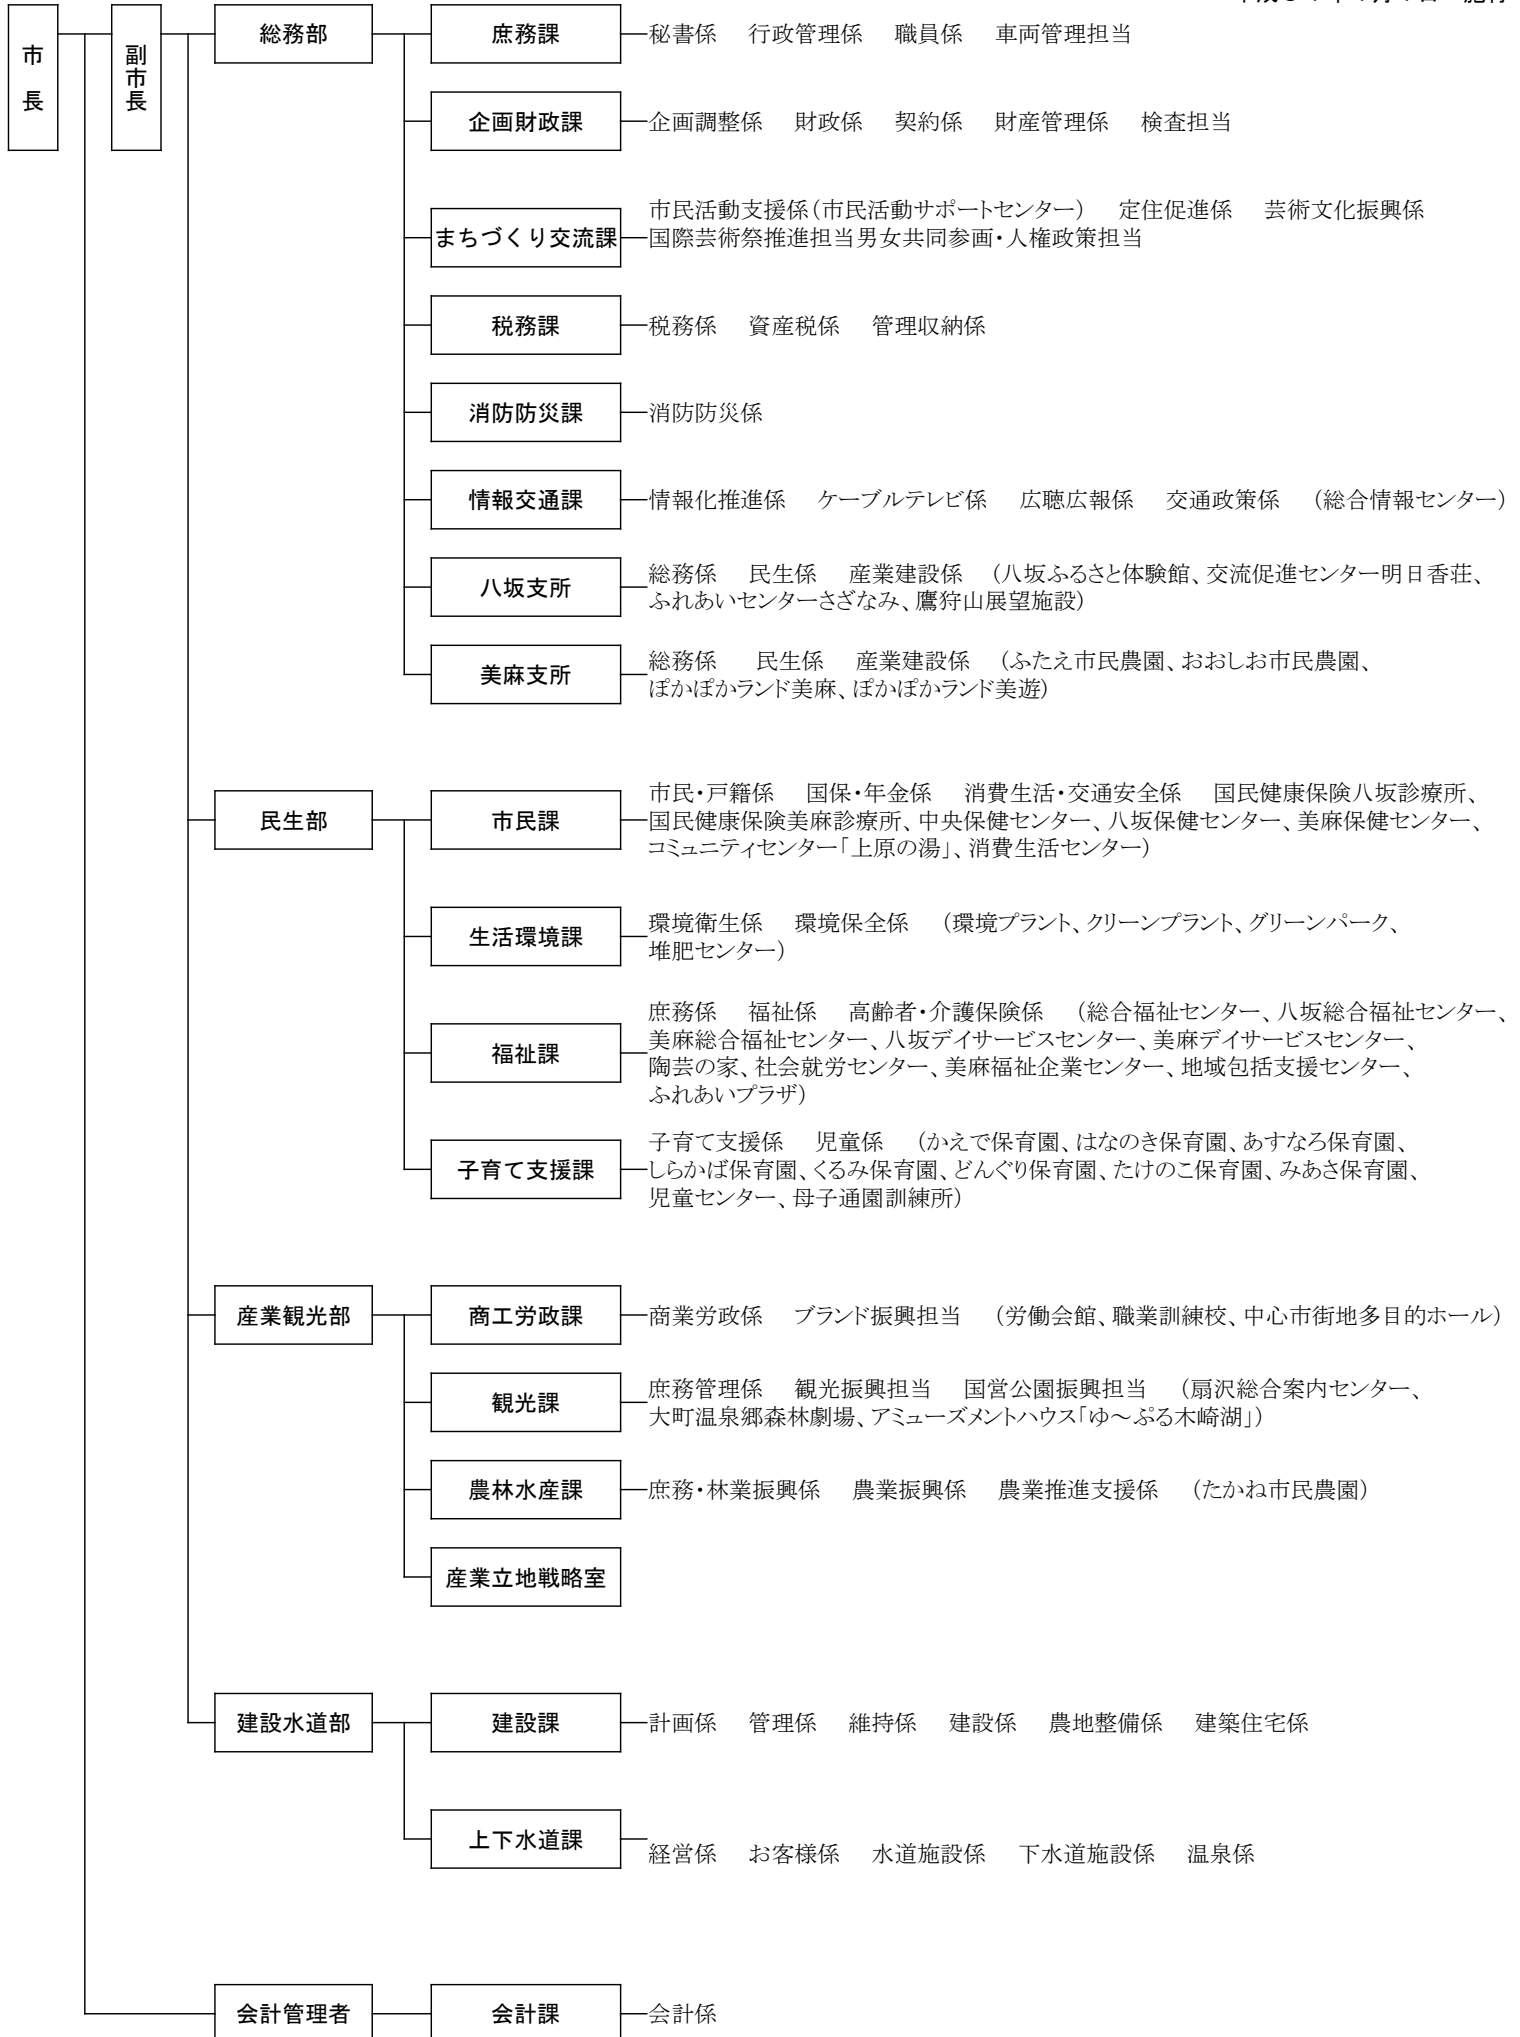 市長
副市長
総務部
庶務課
秘書係 行政管理係 職員係 車両管理担当
企画財政課
企画調整係 財政係 契約係 財産管理係 検査担当
まちづくり交流課
市民活動支援係(市民活動サポートセンター) 定住促進係 芸術文化振興係
国際芸術祭推進担当男女共同参画・人権政策担当
税務課
税務係 資産税係 管理収納係
消防防災課
消防防災係
情報交通課
情報化推進係 ケーブルテレビ係 広聴広報係 交通政策係 (総合情報センター)
八坂支所
総務係 民生係 産業建設係 (八坂ふるさと体験館、交流促進センター明日香荘、
ふれあいセンターさざなみ、鷹狩山展望施設)
美麻支所
総務係 民生係 産業建設係 (ふたえ市民農園、おおしお市民農園、
ぽかぽかランド美麻、ぽかぽかランド美遊)
民生部
市民課
市民・戸籍係 国保・年金係 消費生活・交通安全係 国民健康保険八坂診療所、
国民健康保険美麻診療所、中央保健センター、八坂保健センター、美麻保健センター、
コミュニティセンター「上原の湯」、消費生活センター)
生活環境課
環境衛生係 環境保全係 (環境プラント、クリーンプラント、グリーンパーク、
堆肥センター)
福祉課
庶務係 福祉係 高齢者・介護保険係 (総合福祉センター、八坂総合福祉センター、
美麻総合福祉センター、八坂デイサービスセンター、美麻デイサービスセンター、
陶芸の家、社会就労センター、美麻福祉企業センター、地域包括支援センター、
ふれあいプラザ)
子育て支援課
子育て支援係 児童係 (かえで保育園、はなのき保育園、あすなろ保育園、
しらかば保育園、くるみ保育園、どんぐり保育園、たけのこ保育園、みあさ保育園、
児童センター、母子通園訓練所)
産業観光部
商工労政課
商業労政係 ブランド振興担当 (労働会館、職業訓練校、中心市街地多目的ホール)
観光課
庶務管理係 観光振興担当 国営公園振興担当 (扇沢総合案内センター、
大町温泉郷森林劇場、アミューズメントハウス「ゆ～ぷる木崎湖」)
農林水産課
庶務・林業振興係 農業振興係 農業推進支援係 (たかね市民農園)
産業立地戦略室
建設水道部
建設課
計画係 管理係 維持係 建設係 農地整備係 建築住宅係
上下水道課
経営係 お客様係 水道施設係 下水道施設係 温泉係
会計管理者
会計課
会計係